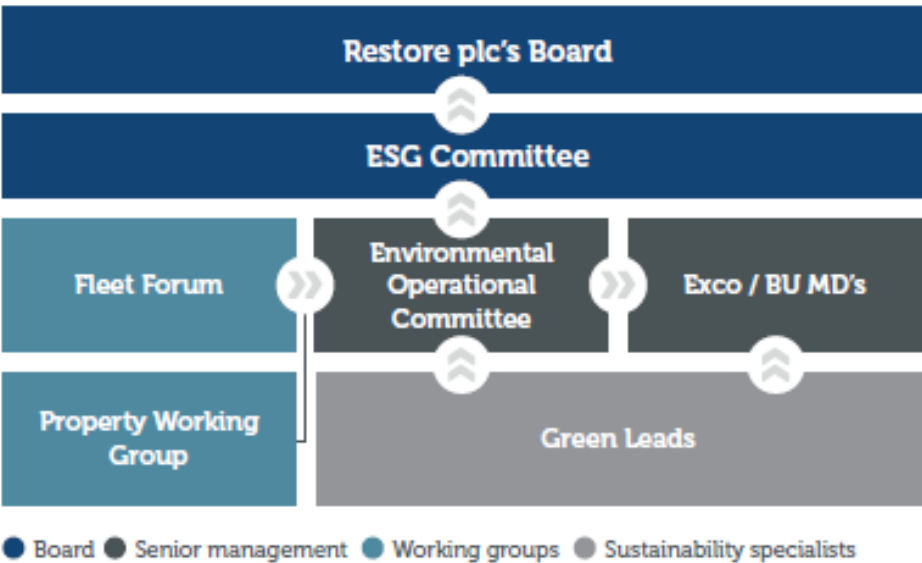 Restore plc's Board
ESG Committee
Fleet Forum
Environmental
Operational
Committee
Exco / BU MD's
Property Working
Group
Green Leads
Board
Senior management
Working groups
Sustainability specialists